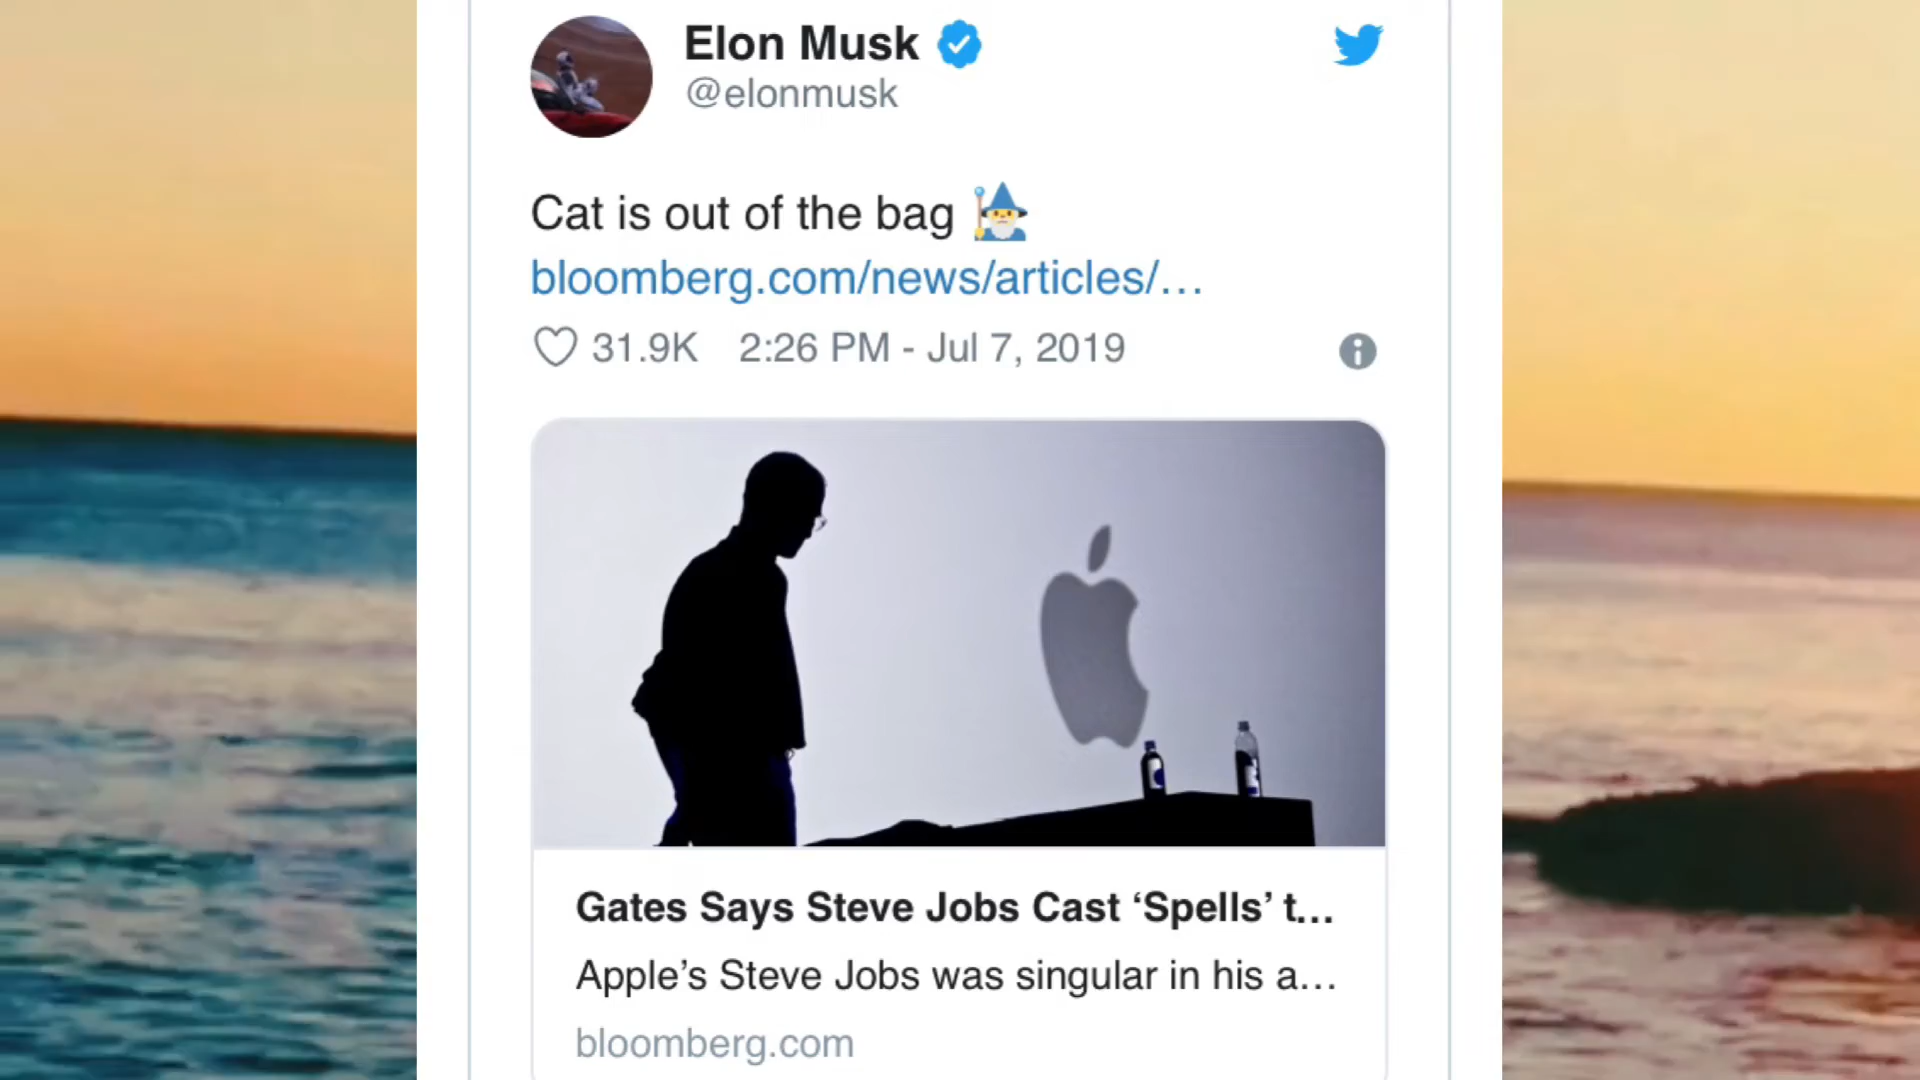 Elon Musk
@elonmusk
Cat is out of the bag
bloomberg.com/news/articles/…
31.9K 2:26 PM - Jul 7, 2019
Gates Says Steve Jobs Cast ‘Spells’ t...
Apple’s Steve Jobs was singular in his a...
bloomberg.com